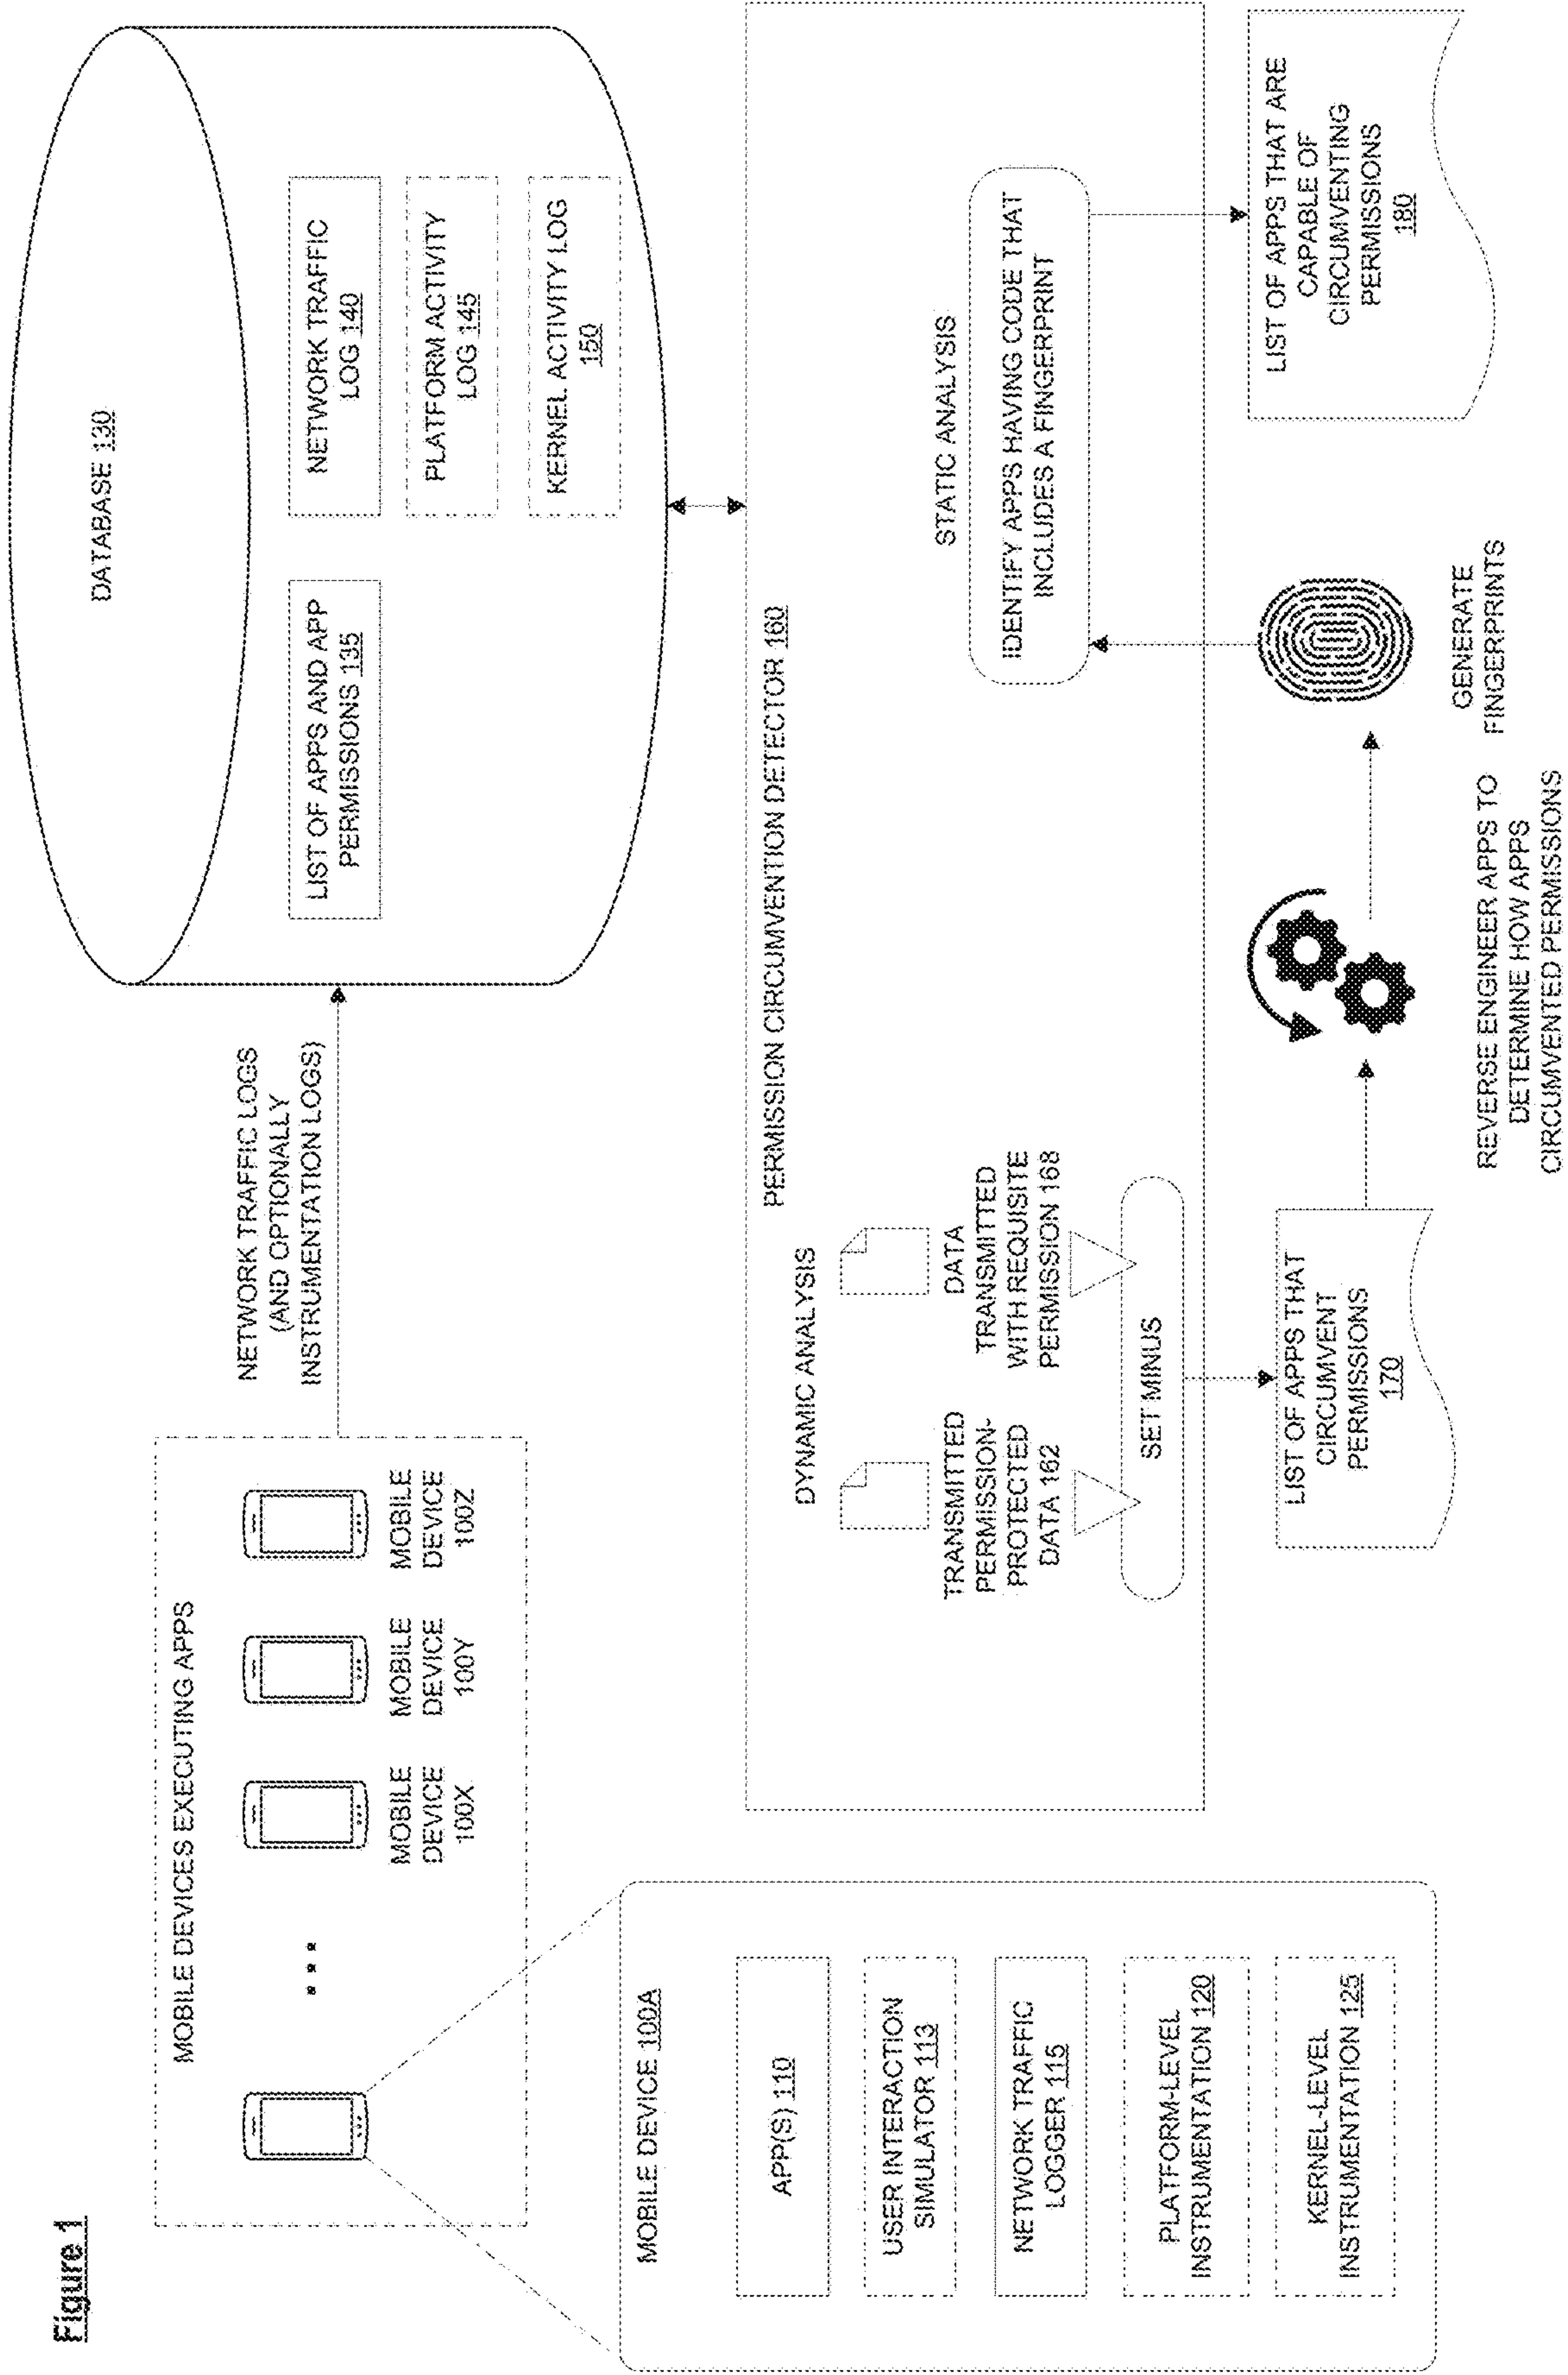 Figure 1
MOBILE DEVICES EXECUTING APPS
MOBILE
DEVICE
100X
MOBILE
DEVICE
100Y
MOBILE
DEVICE
100Z
MOBILE DEVICE 100A
APP(S) 110
USER INTERACTION
SIMULATOR 113
NETWORK TRAFFIC
LOGGER 115
PLATFORM-LEVEL
INSTRUMENTATION 120
KERNEL-LEVEL
INSTRUMENTATION 125
NETWORK TRAFFIC LOGS
(AND OPTIONALLY
INSTRUMENTATION LOGS)
DATABASE 130
LIST OF APPS AND APP
PERMISSIONS 135
NETWORK TRAFFIC
LOG 140
PLATFORM ACTIVITY
LOG 145
KERNEL ACTIVITY LOG
150
PERMISSION CIRCUMVENTION DETECTOR 160
DYNAMIC ANALYSIS
TRANSMITTED
PERMISSION-
PROTECTED
DATA 162
DATA
TRANSMITTED
WITH REQUISITE
PERMISSION 168
SET MINUS
LIST OF APPS THAT
CIRCUMVENT
PERMISSIONS
170
REVERSE ENGINEER APPS TO
DETERMINE HOW APPS
CIRCUMVENTED PERMISSIONS
GENERATE
FINGERPRINTS
STATIC ANALYSIS
IDENTIFY APPS HAVING CODE THAT
INCLUDES A FINGERPRINT
LIST OF APPS THAT ARE
CAPABLE OF
CIRCUMVENTING
PERMISSIONS
180